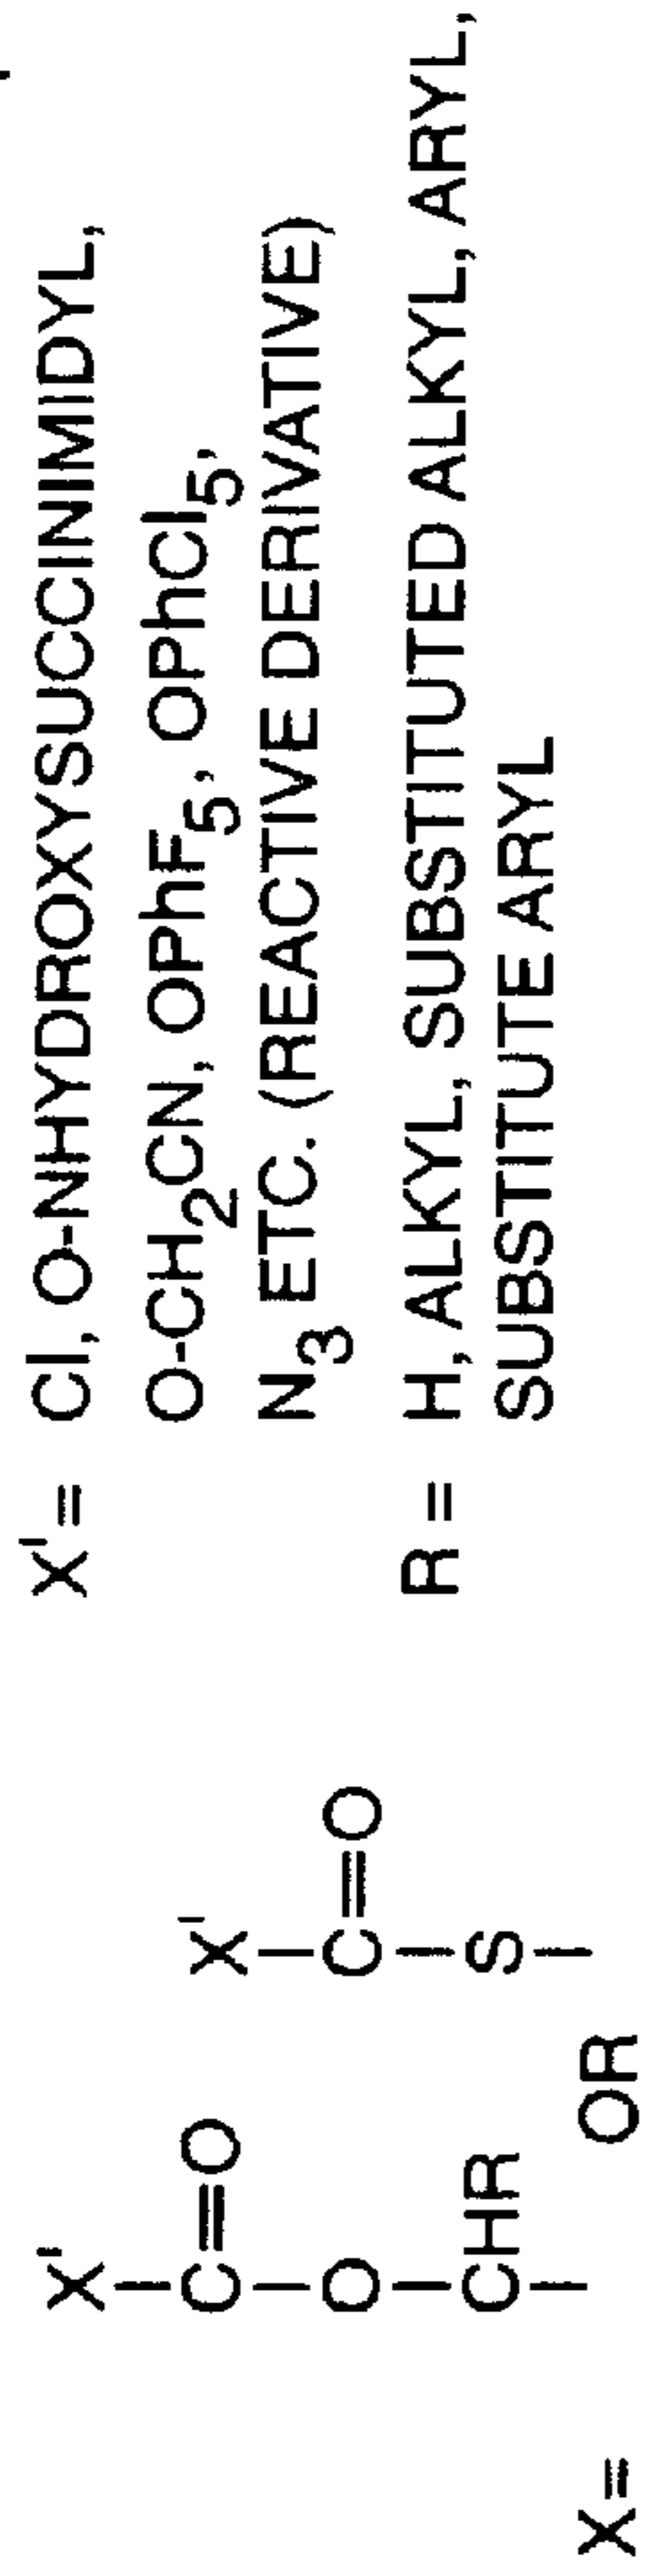 X'
C=O
O
CHR
X=
OR
X'
C=O
S
X'= Cl, O-NHYDROXYSUCCINIMIDYL,
O-CH2CN, OPhF5, OPhCl5,
N3 ETC. (REACTIVE DERIVATIVE)
R = H, ALKYL, SUBSTITUTED ALKYL, ARYL,
SUBSTITUTE ARYL